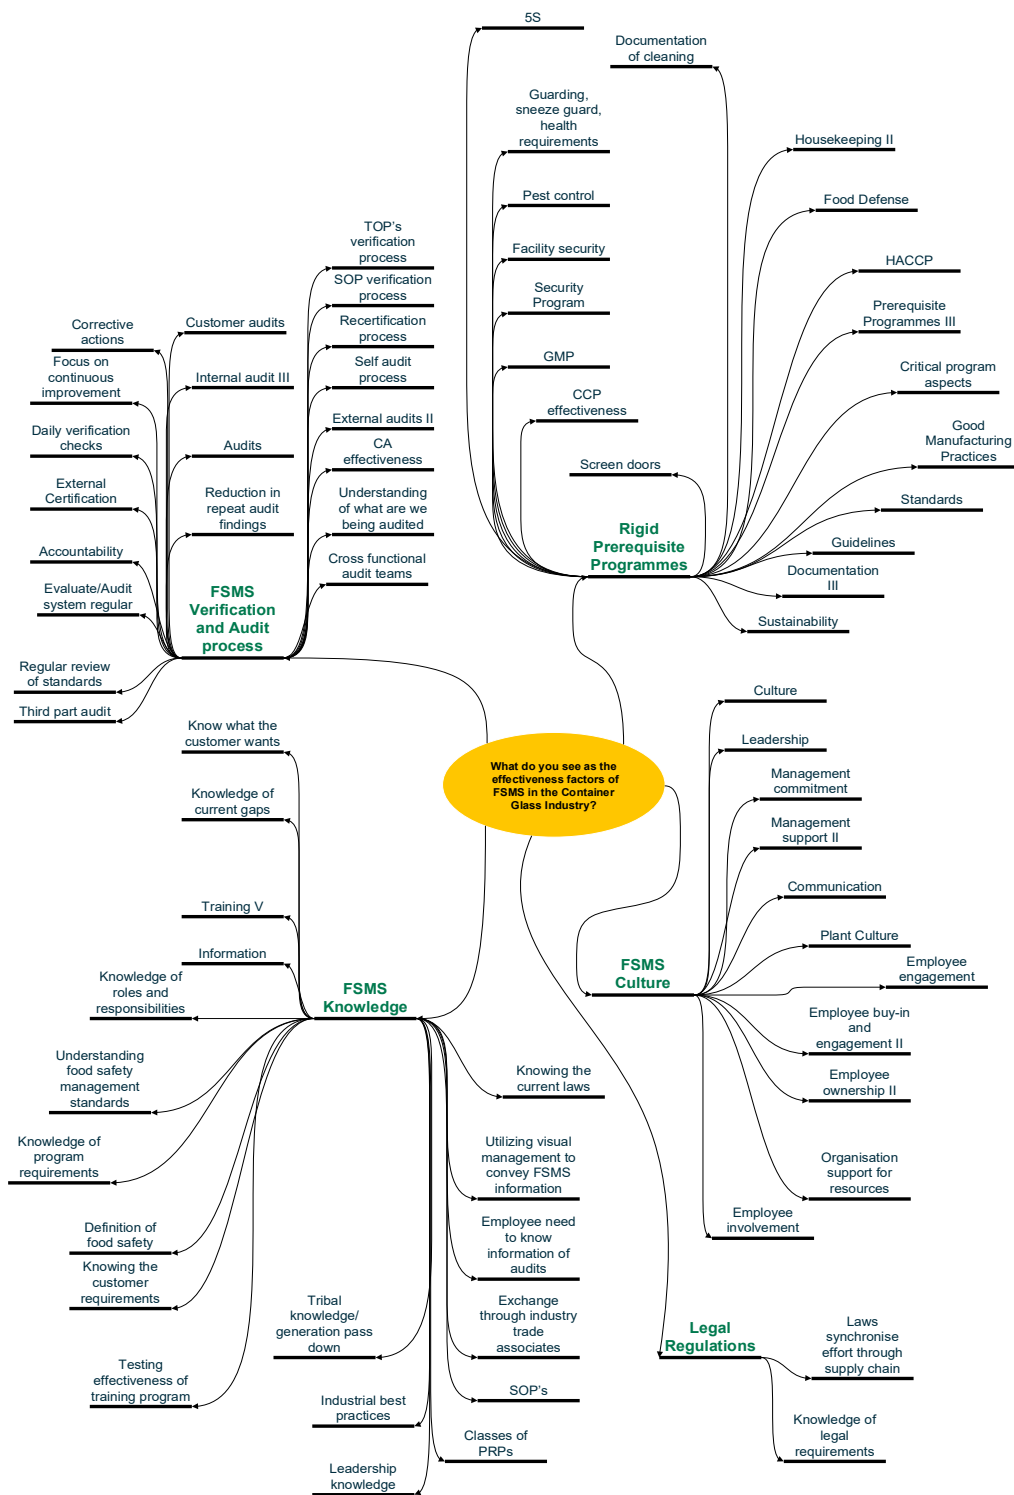 5S
Documentation
of cleaning
Guarding,
sneeze guard,
health
requirements
Housekeeping II
Pest control
Food Defense
TOP's
verification
process
Facility security
HACCP
SOP verification
process
Security
Program
Prerequisite
Programmes III
Customer audits
Corrective
actions
Recertification
process
GMP
Focus on
continuous
improvement
Internal audit III
Self audit
process
CCP
effectiveness
Critical program
aspects
External audits II
Daily verification
checks
Audits
CA
effectiveness
Good
Manufacturing
Practices
Screen doors
External
Certification
Reduction in
repeat audit
findings
Understanding
of what are we
being audited
Standards
Accountability
Cross functional
audit teams
Rigid
Prerequisite
Programmes
Guidelines
Evaluate/Audit
system regular
FSMS
Verification
and Audit
process
Documentation
III
Sustainability
Regular review
of standards
Third part audit
Culture
Know what the
customer wants
Leadership
What do you see as the
effectiveness factors of
FSMS in the Container
Glass Industry?
Management
commitment
Knowledge of
current gaps
Management
support II
Training V
Communication
Information
Plant Culture
Knowledge of
roles and
responsibilities
FSMS
Knowledge
FSMS
Culture
Employee
engagement
Employee buy-in
and
engagement II
Understanding
food safety
management
standards
Knowing the
current laws
Employee
ownership II
Knowledge of
program
requirements
Utilizing visual
management to
convey FSMS
information
Organisation
support for
resources
Definition of
food safety
Employee need
to know
information of
audits
Employee
involvement
Knowing the
customer
requirements
Tribal
knowledge/
generation pass
down
Exchange
through industry
trade
associates
Legal
Regulations
Laws
synchronise
effort through
supply chain
Testing
effectiveness of
training program
Industrial best
practices
SOP's
Classes of
PRPs
Knowledge of
legal
requirements
Leadership
knowledge